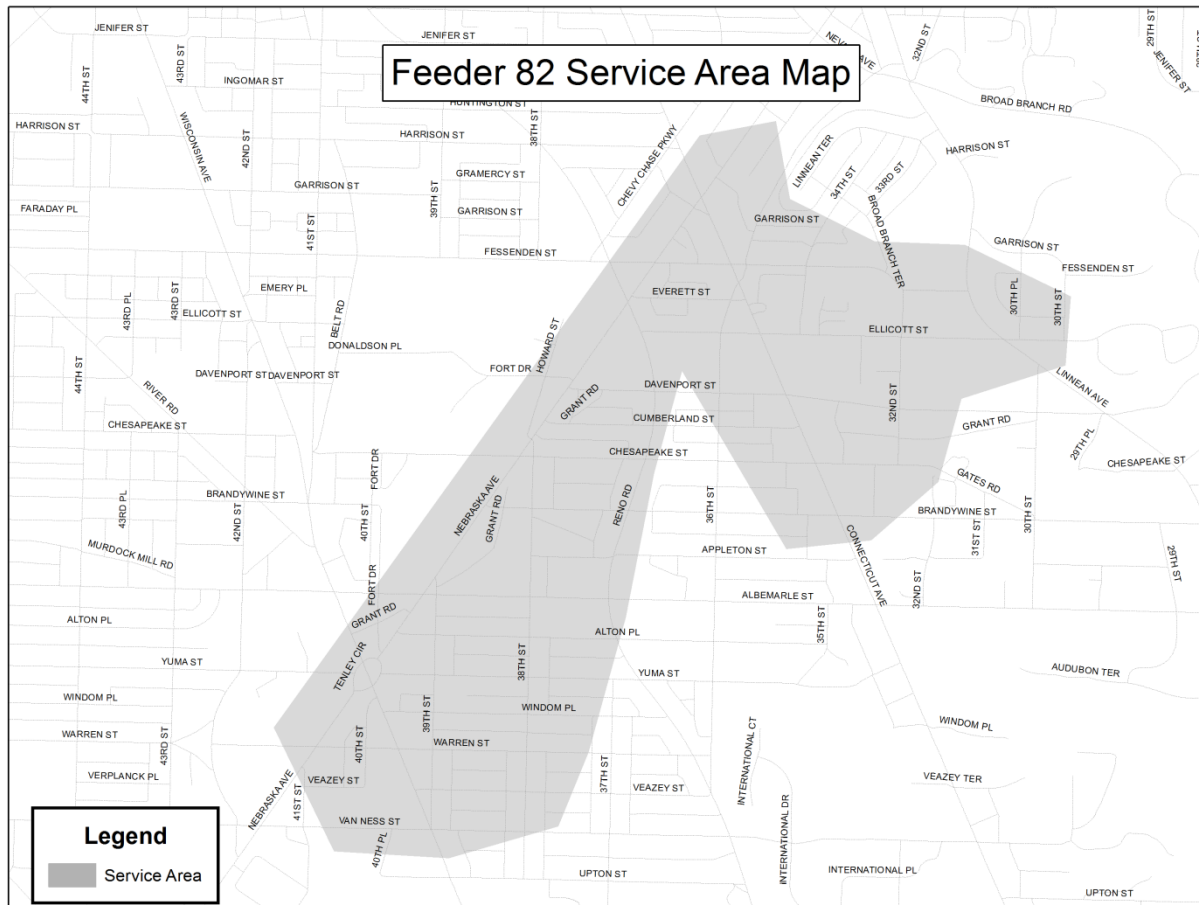 Feeder 82 Service Area Map
JENIFER ST
JENIFER ST
32ND ST
29TH ST
JENIFER ST
43RD ST
44TH ST
INGOMAR ST
BROAD BRANCH RD
HARRISON ST
WISCONSIN AVE
42ND ST
HARRISON ST
38TH ST
CHEVY CHASE PKWY
LINNEAN TER
HARRISON ST
GRAMERCY ST
34TH ST
33RD ST
GARRISON ST
39TH ST
FARADAY PL
GARRISON ST
GARRISON ST
41ST ST
BROAD BRANCH TER
GARRISON ST
FESSENDEN ST
FESSENDEN ST
EMERY PL
EVERETT ST
30TH PL
30TH ST
43RD PL
43RD ST
ELLICOTT ST
BELT RD
ELLICOTT ST
DONALDSON PL
HOWARD ST
44TH ST
DAVENPORT ST
DAVENPORT ST
FORT DR
DAVENPORT ST
LINNEAN AVE
RIVER RD
GRANT RD
32ND ST
CHESAPEAKE ST
CUMBERLAND ST
GRANT RD
29TH PL
CHESAPEAKE ST
CHESAPEAKE ST
FORT DR
GATES RD
BRANDYWINE ST
NEBRASKA AVE
GRANT RD
RENO RD
36TH ST
BRANDYWINE ST
30TH ST
43RD PL
42ND ST
40TH ST
31ST ST
MURDOCK MILL RD
APPLETON ST
CONNECTICUT AVE
29TH ST
FORT DR
32ND ST
ALBEMARLE ST
GRANT RD
ALTON PL
ALTON PL
35TH ST
YUMA ST
TENLEY CIR
38TH ST
YUMA ST
AUDUBON TER
WINDOM PL
39TH ST
WINDOM PL
WINDOM PL
WARREN ST
43RD ST
40TH ST
WARREN ST
INTERNATIONAL CT
VERPLANCK PL
NEBRASKA AVE
41ST ST
VEAZEY ST
37TH ST
VEAZEY ST
VEAZEY TER
VAN NESS ST
40TH PL
INTERNATIONAL DR
UPTON ST
INTERNATIONAL PL
UPTON ST
Legend
Service Area